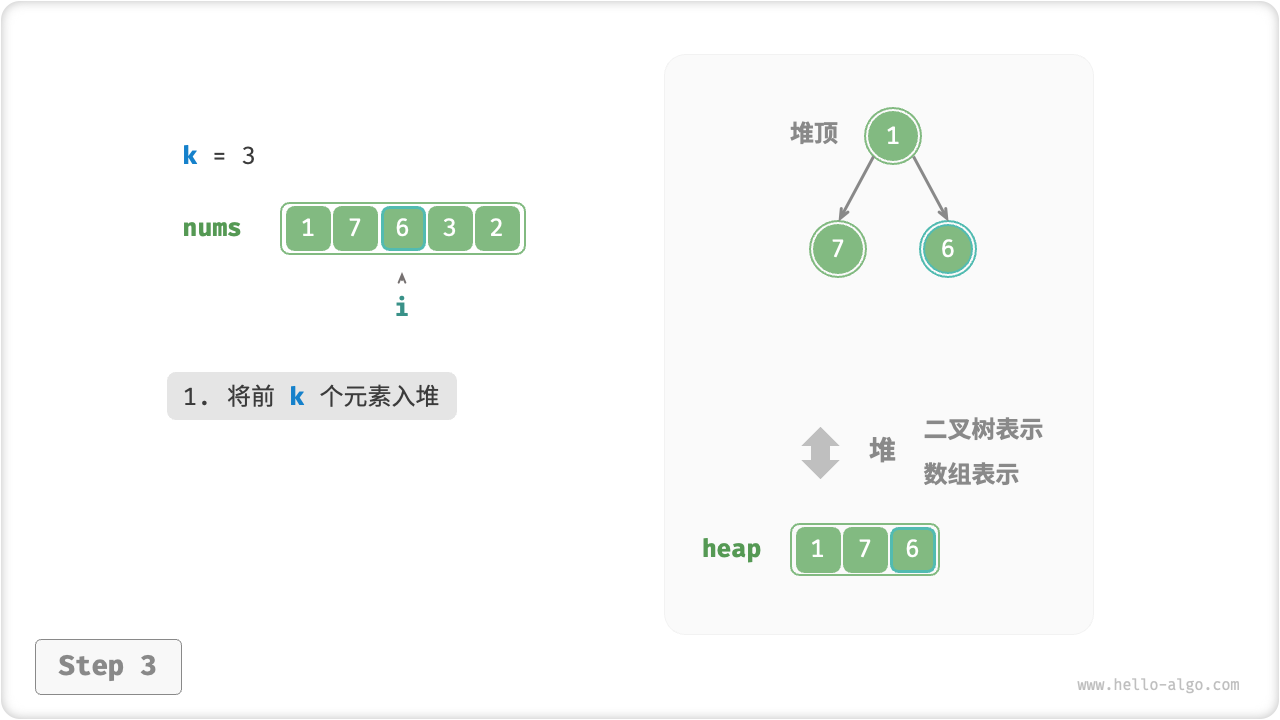 k = 3
nums 1 7 6 3 2
i
1. 将前 k 个元素入堆
Step 3
堆顶 1
7 6
堆 二叉树表示
数组表示
heap 1 7 6
www.hello-algo.com